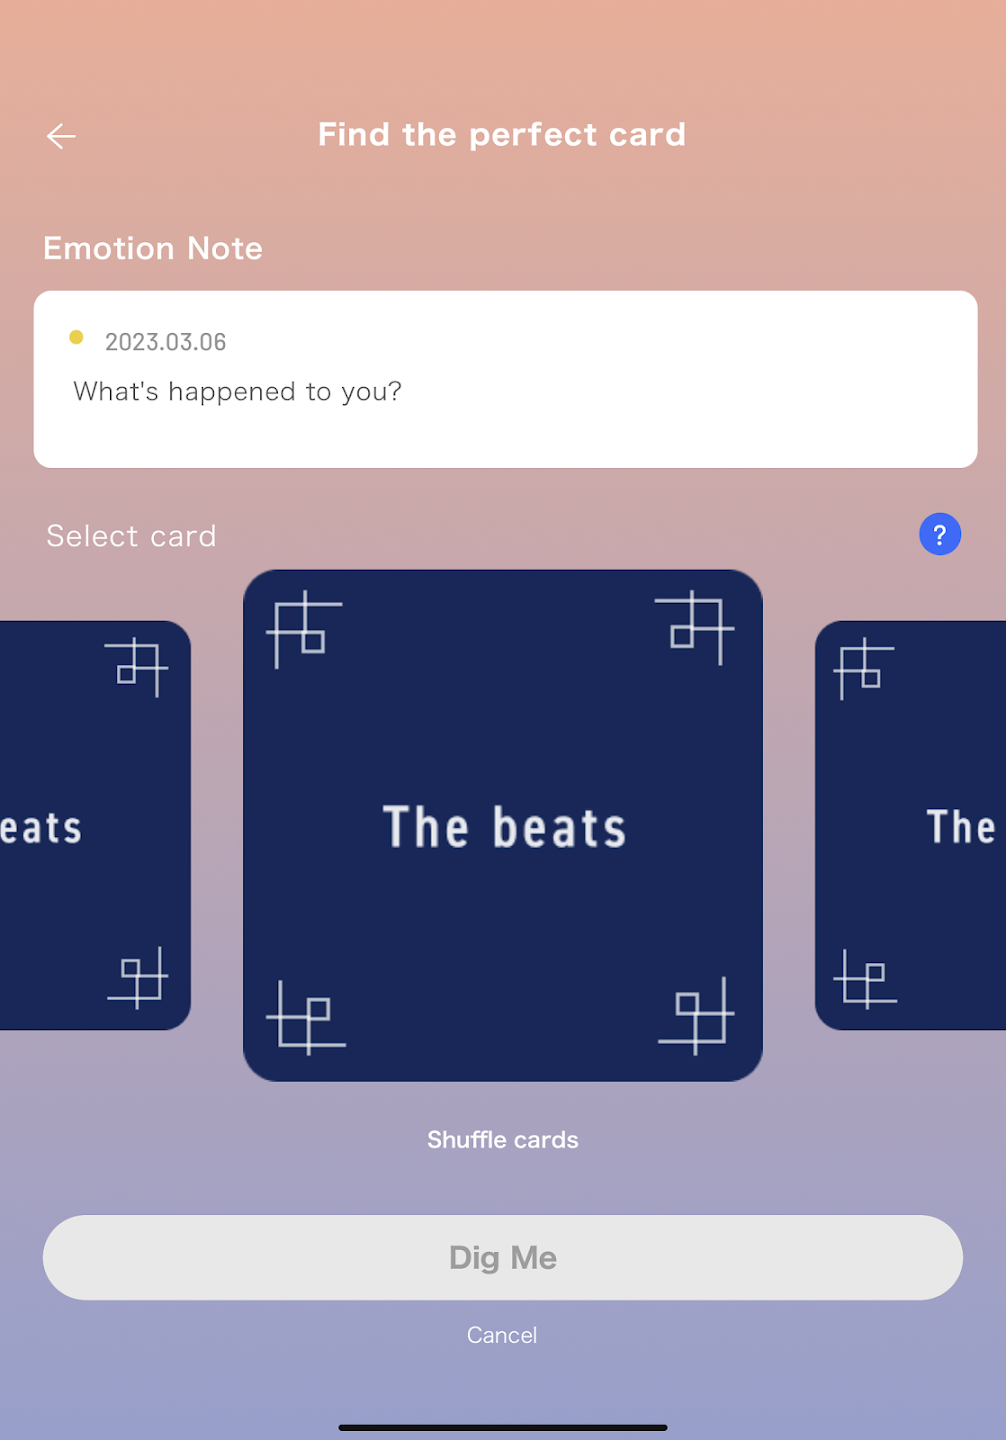 Find the perfect card
Emotion Note
2023.03.06
What's happened to you?
Select card
?
eats
The beats
The
Shuffle cards
Dig Me
Cancel